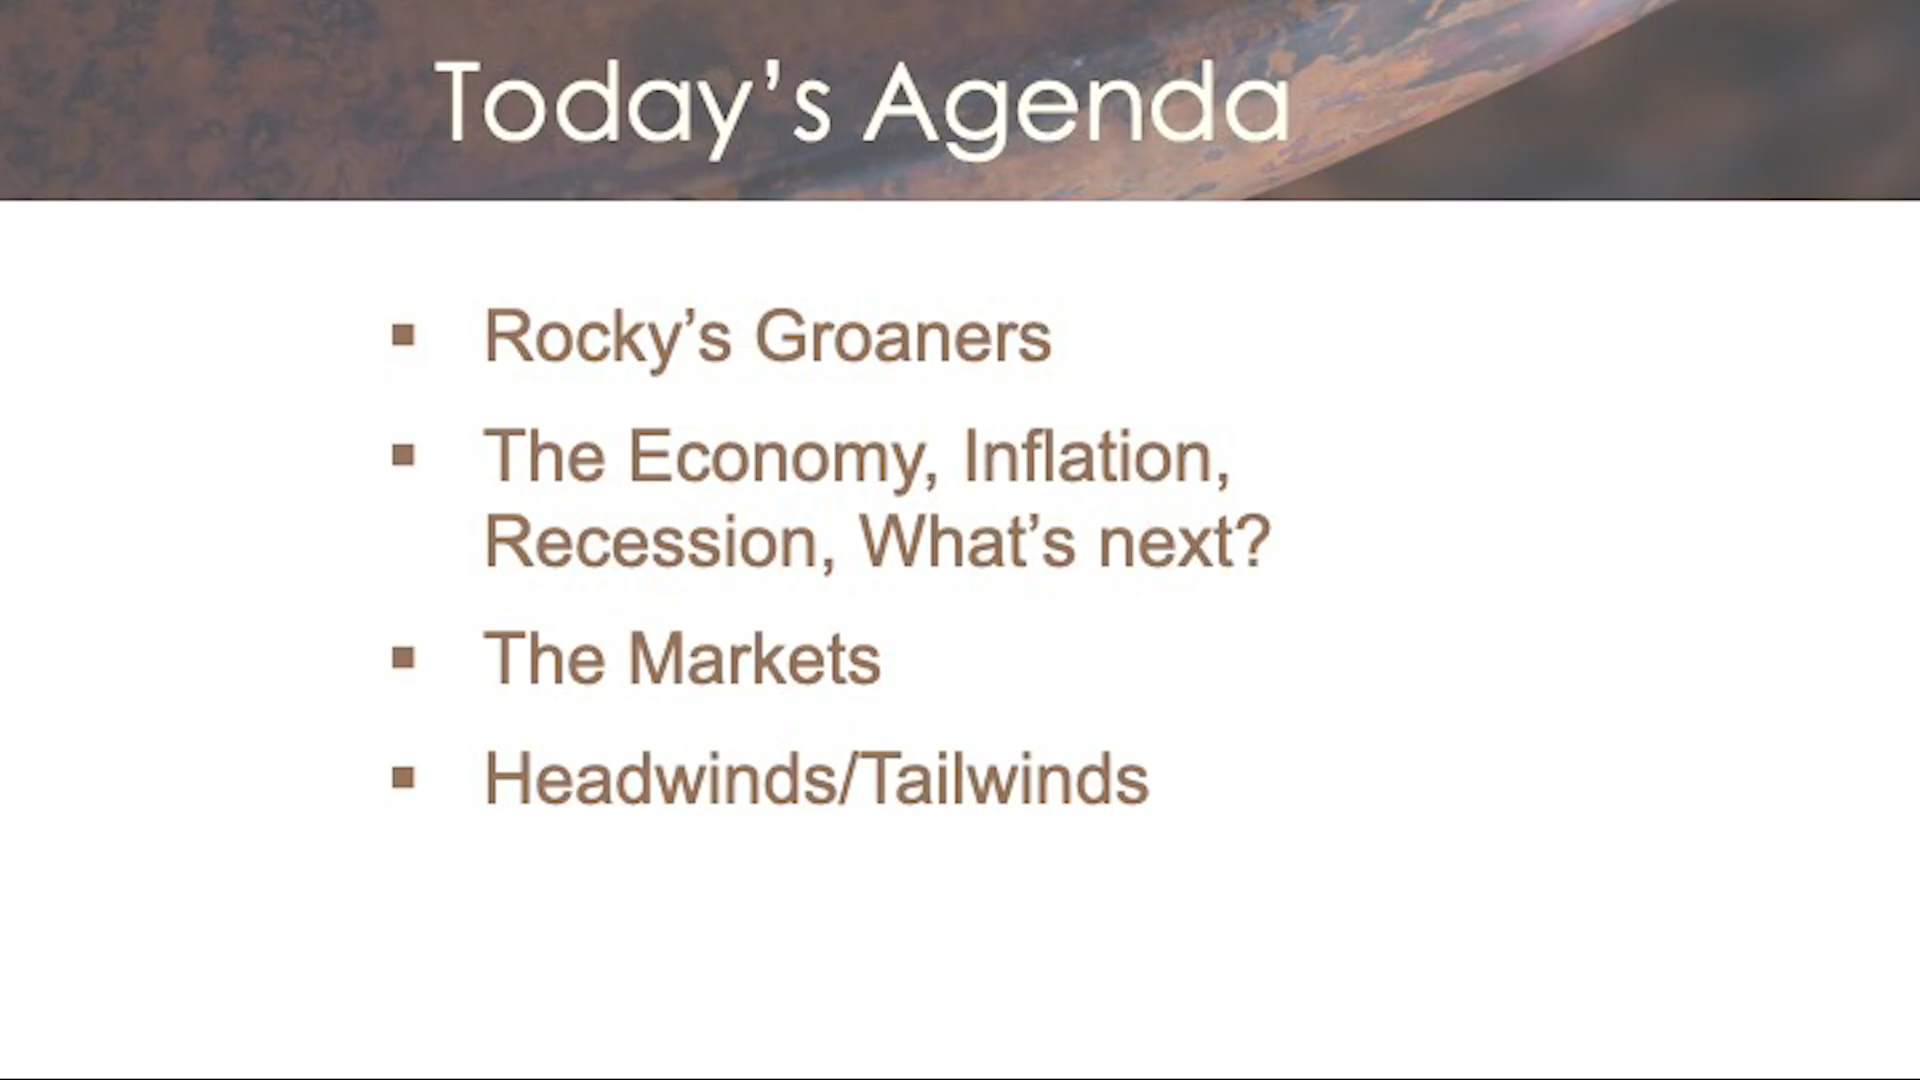 Today’s Agenda
▪ Rocky’s Groaners
▪ The Economy, Inflation,
Recession, What’s next?
▪ The Markets
▪ Headwinds/Tailwinds